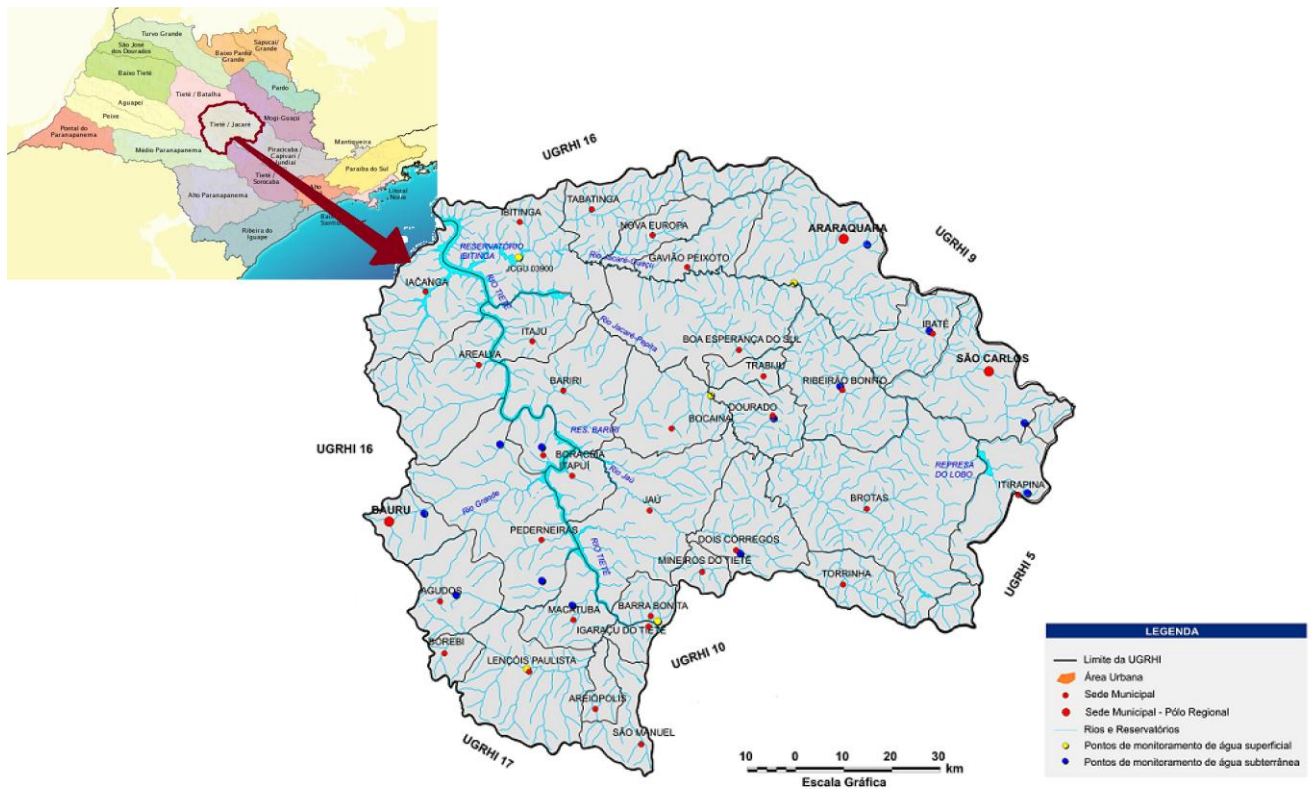 Turvo Grande
São José
dos Dourados
Sapucaí/
Grande
Baixo Pardo/
Grande
Baixo Tietê
Tietê / Batalha
Pardo
Aguapeí
Peixe
Tietê / Jacaré
Mogi-Guaçu
Pontal do
Paranapanema
Médio Paranapanema
Piracicaba /
Capivari /
Jundiaí
Mantiqueira
Paraíba do Sul
Tietê /
Sorocaba
Alto Paranapanema
Alto
Litoral
Norte
Ribeira do
Iguape
UGRHI 16
TABATINGA
IBITINGA
NOVA EUROPA
ARARAQUARA
UGRHI 9
RESERVATÓRIO
IBITINGA
GAVIÃO PEIXOTO
Rio Jacaré-Guaçú
JCGU 03900
IACANGA
RIO TIETÊ
ITAJU
Rio Jacaré-Pepira
BOA ESPERANÇA DO SUL
IBATÉ
AREALVA
TRABIJU
SÃO CARLOS
BARIRI
RIBEIRÃO BONITO
DOURADO
BOCAINA
RES. BARIRI
UGRHI 16
BORACÉIA
ITAPUÍ
Rio Jaú
REPRESA
DO LOBO
ITIRAPINA
Rio Grande
JAÚ
BROTAS
BAURU
PEDERNEIRAS
RIO TIETÊ
DOIS CÓRREGOS
MINEIROS DO TIETÊ
TORRINHA
UGRHI 5
AGUDOS
MACATUBA
BARRA BONITA
IGARAÇU DO TIETÊ
BOREBI
LENÇÓIS PAULISTA
UGRHI 10
AREIÓPOLIS
SÃO MANUEL
UGRHI 17
10 0 10 20 30
km
Escala Gráfica
LEGENDA
Limite da UGRHI
Área Urbana
Sede Municipal
Sede Municipal - Pólo Regional
Rios e Reservatórios
Pontos de monitoramento de água superficial
Pontos de monitoramento de água subterrânea